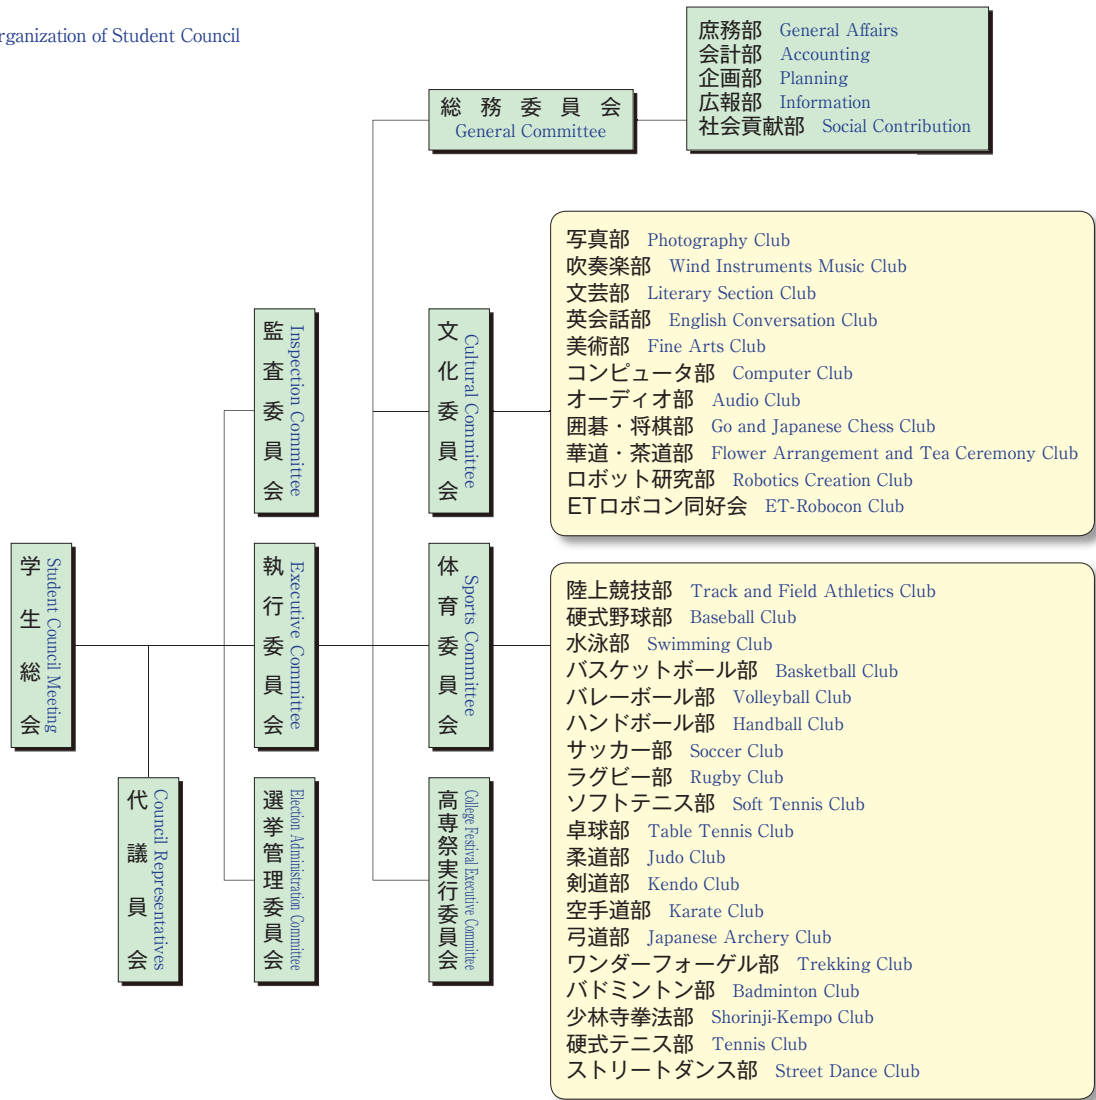 rganization of Student Council
庶務部 General Affairs
会計部 Accounting
企画部 Planning
広報部 Information
社会貢献部 Social Contribution
総務委員会
General Committee
写真部 Photography Club
吹奏楽部 Wind Instruments Music Club
文芸部 Literary Section Club
英会話部 English Conversation Club
美術部 Fine Arts Club
コンピュータ部 Computer Club
オーディオ部 Audio Club
囲碁・将棋部 Go and Japanese Chess Club
華道・茶道部 Flower Arrangement and Tea Ceremony Club
ロボット研究部 Robotics Creation Club
ETロボコン同好会 ET-Robocon Club
監査委員会
Inspection Committee
文化委員会
Cultural Committee
学生総会
Student Council Meeting
執行委員会
Executive Committee
体育委員会
Sports Committee
陸上競技部 Track and Field Athletics Club
硬式野球部 Baseball Club
水泳部 Swimming Club
バスケットボール部 Basketball Club
バレーボール部 Volleyball Club
ハンドボール部 Handball Club
サッカー部 Soccer Club
ラグビー部 Rugby Club
ソフトテニス部 Soft Tennis Club
卓球部 Table Tennis Club
柔道部 Judo Club
剣道部 Kendo Club
空手道部 Karate Club
弓道部 Japanese Archery Club
ワンダーフォーゲル部 Trekking Club
バドミントン部 Badminton Club
少林寺拳法部 Shorinji-Kempo Club
硬式テニス部 Tennis Club
ストリートダンス部 Street Dance Club
代議員会
Council Representatives
選挙管理委員会
Election Administration Committee
高専祭実行委員会
College Festival Executive Committee